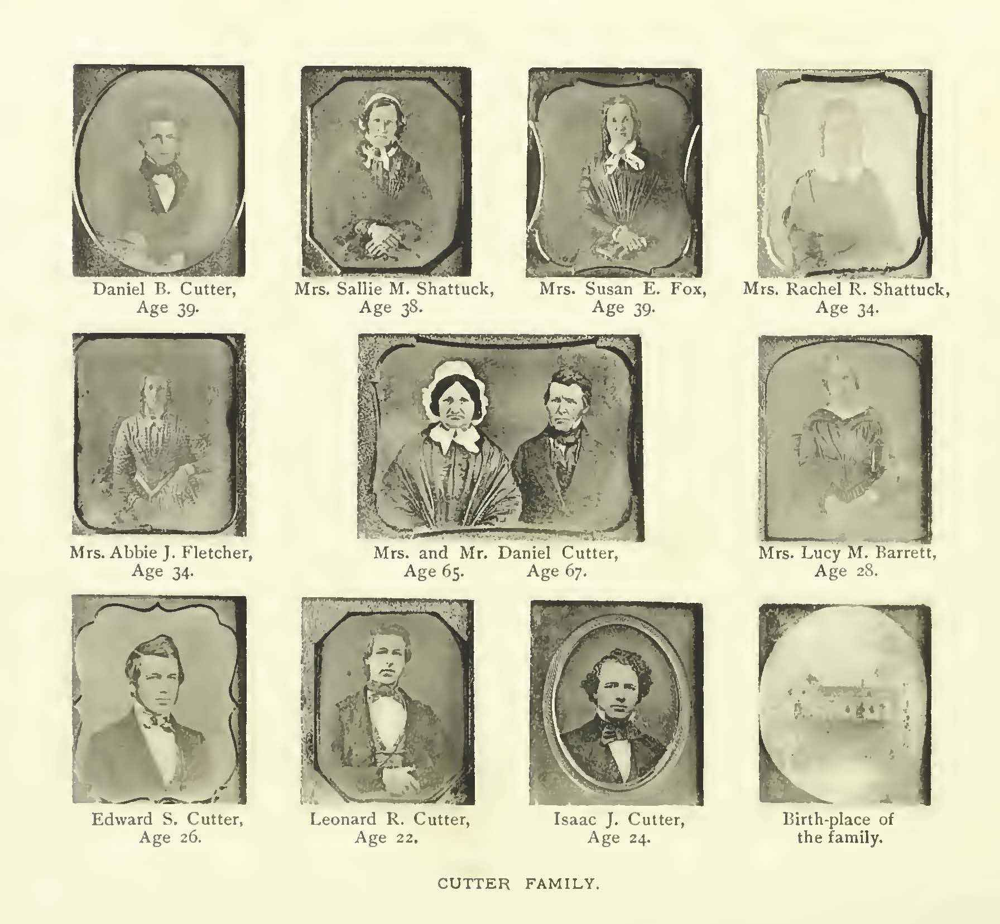 Daniel B. Cutter,
Age 39.
Mrs. Sallie M. Shattuck,
Age 38.
Mrs. Susan E. Fox,
Age 39.
Mrs. Rachel R. Shattuck,
Age 34.
Mrs. Abbie J. Fletcher,
Age 34.
Mrs. and Mr. Daniel Cutter,
Age 65. Age 67.
Mrs. Lucy M. Barrett,
Age 28.
Edward S. Cutter,
Age 26.
Leonard R. Cutter,
Age 22.
Isaac J. Cutter,
Age 24.
Birth-place of
the family.
CUTTER FAMILY.